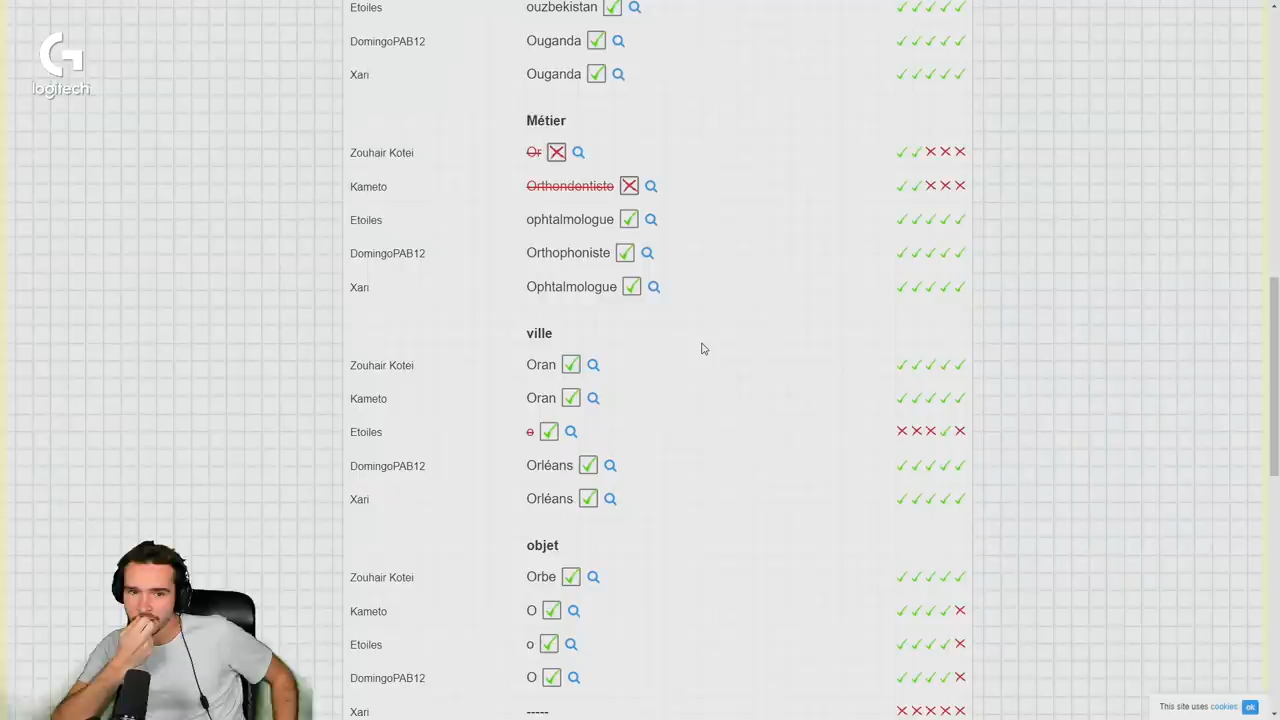 Etoiles ouzbekistan
DomingoPAB12 Ouganda
Xari Ouganda
logitech
Métier
Zouhair Kotei Or
Kameto Orthondentiste
Etoiles ophtalmologue
DomingoPAB12 Orthophoniste
Xari Ophtalmologue
ville
Zouhair Kotei Oran
Kameto Oran
Etoiles o
DomingoPAB12 Orléans
Xari Orléans
objet
Zouhair Kotei Orbe
Kameto O
Etoiles o
DomingoPAB12 O
Xari -----
This site uses cookies ok